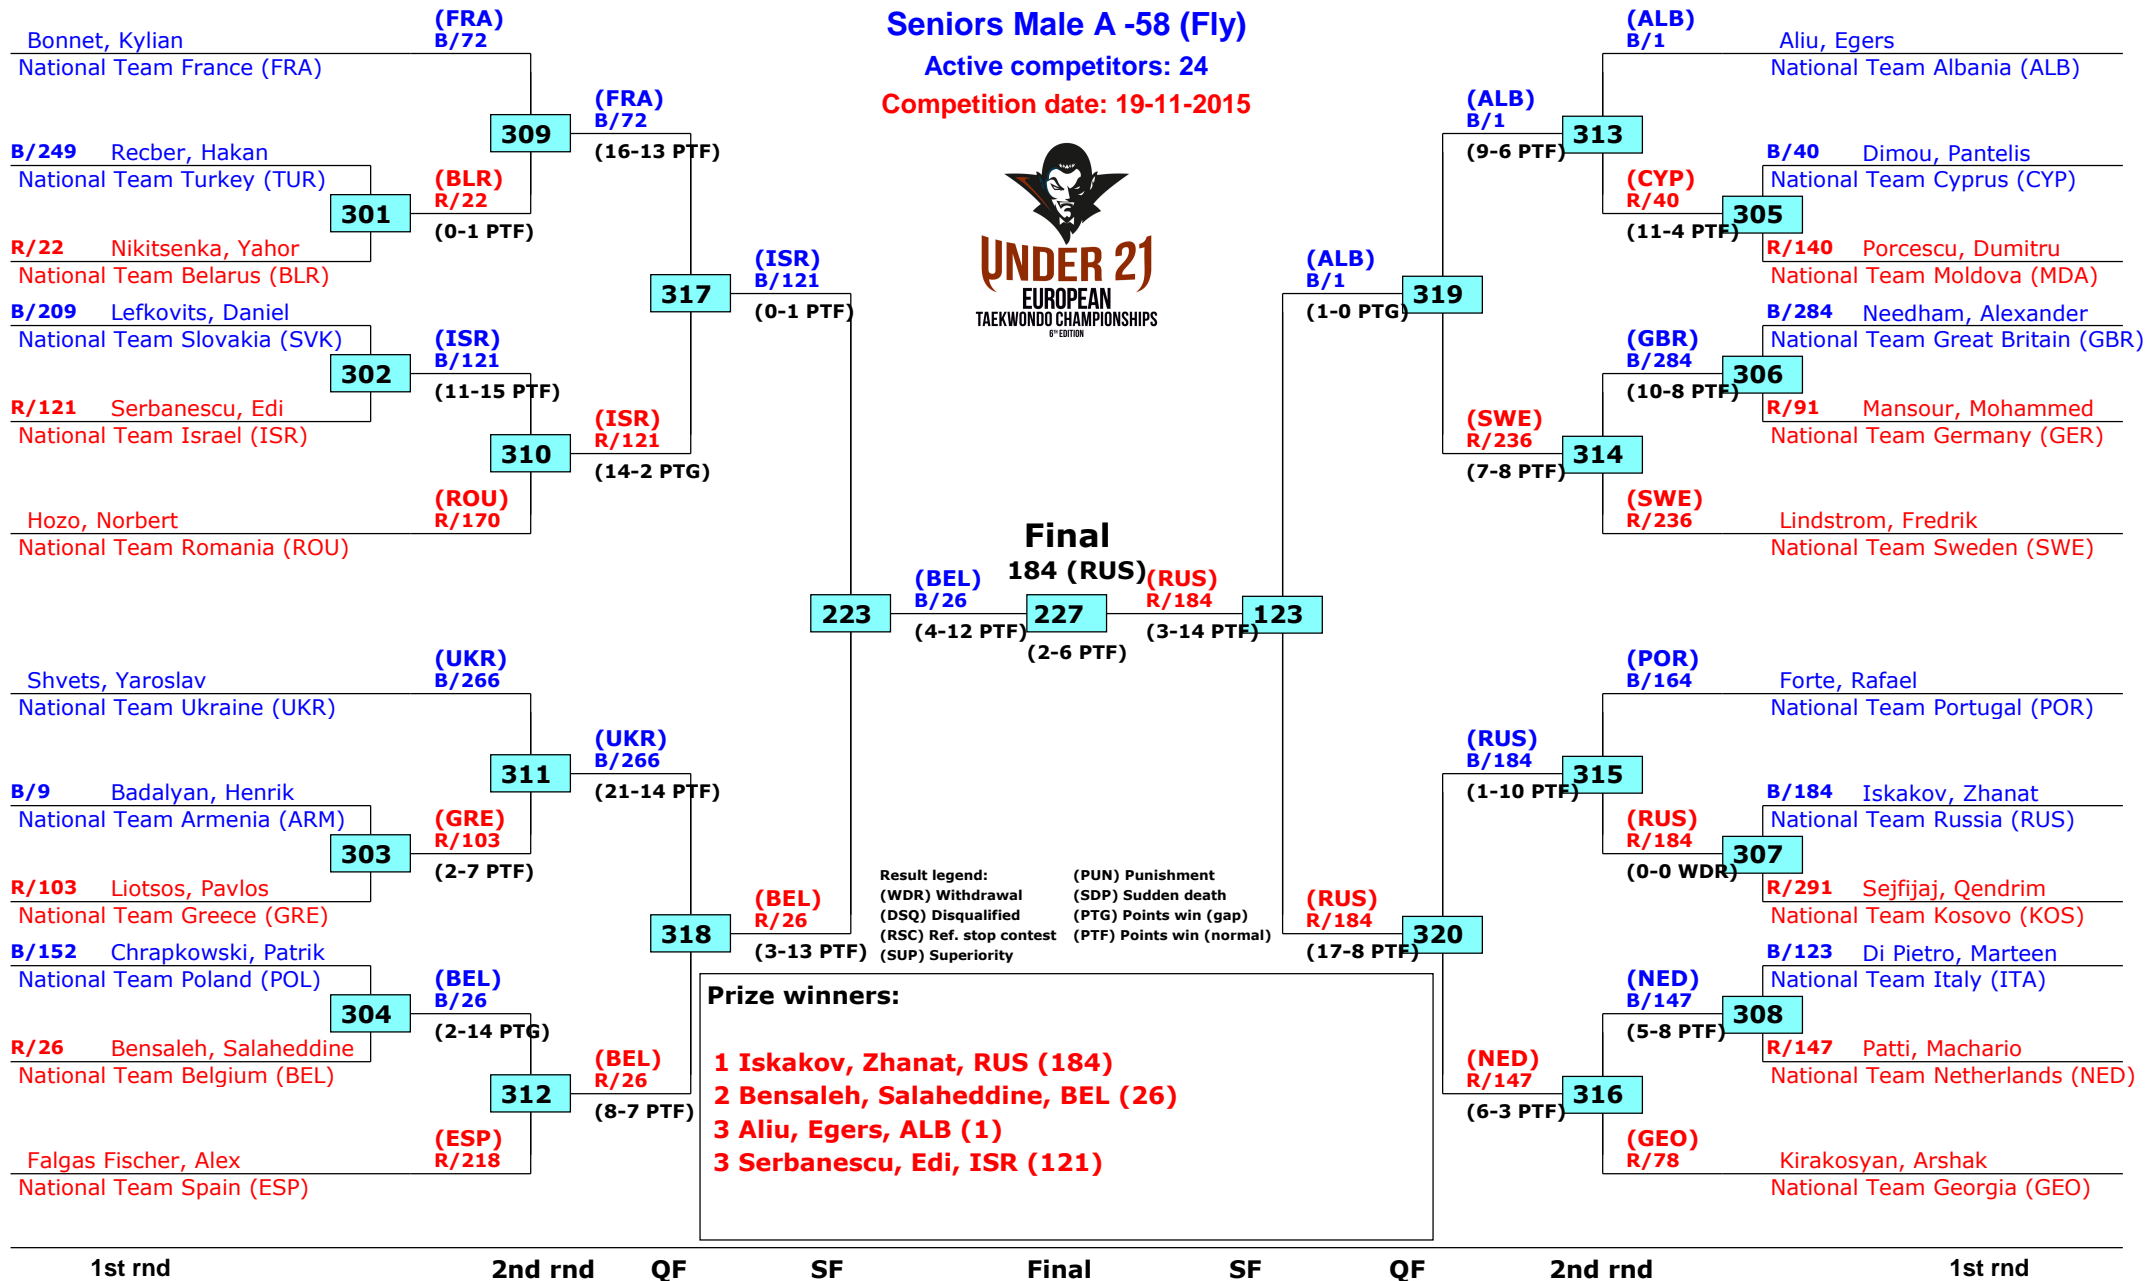 Seniors Male A -58 (Fly)
Active competitors: 24
Competition date: 19-11-2015
UNDER 21
EUROPEAN
TAEKWONDO CHAMPIONSHIPS
6TH EDITION
Bonnet, Kylian
National Team France (FRA)
(FRA)
B/72
B/249 Recber, Hakan
National Team Turkey (TUR)
301
R/22 Nikitsenka, Yahor
National Team Belarus (BLR)
(BLR)
R/22
(0-1 PTF)
309
(FRA)
B/72
(16-13 PTF)
B/209 Lefkovits, Daniel
National Team Slovakia (SVK)
302
R/121 Serbanescu, Edi
National Team Israel (ISR)
(ISR)
B/121
(11-15 PTF)
310
(ISR)
R/121
(14-2 PTG)
Hozo, Norbert
National Team Romania (ROU)
(ROU)
R/170
317
(ISR)
B/121
(0-1 PTF)
Shvets, Yaroslav
National Team Ukraine (UKR)
(UKR)
B/266
B/9 Badalyan, Henrik
National Team Armenia (ARM)
303
R/103 Liotsos, Pavlos
National Team Greece (GRE)
(GRE)
R/103
(2-7 PTF)
311
(UKR)
B/266
(21-14 PTF)
B/152 Chrapkowski, Patrik
National Team Poland (POL)
304
R/26 Bensaleh, Salaheddine
National Team Belgium (BEL)
(BEL)
B/26
(2-14 PTG)
312
(BEL)
R/26
(8-7 PTF)
Falgas Fischer, Alex
National Team Spain (ESP)
(ESP)
R/218
318
(BEL)
R/26
(3-13 PTF)
223
(BEL)
B/26
(4-12 PTF)
Final
184 (RUS)
227
(2-6 PTF)
(RUS)
R/184
(3-14 PTF)
123
(ALB)
B/1
Aliu, Egers
National Team Albania (ALB)
(ALB)
B/1
(9-6 PTF)
313
(CYP)
R/40
(11-4 PTF)
305
B/40 Dimou, Pantelis
National Team Cyprus (CYP)
R/140 Porcescu, Dumitru
National Team Moldova (MDA)
(ALB)
B/1
(1-0 PTG)
319
B/284 Needham, Alexander
National Team Great Britain (GBR)
(GBR)
B/284
(10-8 PTF)
306
R/91 Mansour, Mohammed
National Team Germany (GER)
(SWE)
R/236
(7-8 PTF)
314
(SWE)
R/236
Lindstrom, Fredrik
National Team Sweden (SWE)
(POR)
B/164
Forte, Rafael
National Team Portugal (POR)
(RUS)
B/184
(1-10 PTF)
315
B/184 Iskakov, Zhanat
National Team Russia (RUS)
(RUS)
R/184
(0-0 WDR)
307
R/291 Sejfijaj, Qendrim
National Team Kosovo (KOS)
(RUS)
R/184
(17-8 PTF)
320
B/123 Di Pietro, Marteen
National Team Italy (ITA)
(NED)
B/147
(5-8 PTF)
308
R/147 Patti, Machario
National Team Netherlands (NED)
(NED)
R/147
(6-3 PTF)
316
(GEO)
R/78
Kirakosyan, Arshak
National Team Georgia (GEO)
Result legend: (PUN) Punishment
(WDR) Withdrawal (SDP) Sudden death
(DSQ) Disqualified (PTG) Points win (gap)
(RSC) Ref. stop contest (PTF) Points win (normal)
(SUP) Superiority
Prize winners:
1 Iskakov, Zhanat, RUS (184)
2 Bensaleh, Salaheddine, BEL (26)
3 Aliu, Egers, ALB (1)
3 Serbanescu, Edi, ISR (121)
1st rnd 2nd rnd QF SF Final SF QF 2nd rnd 1st rnd